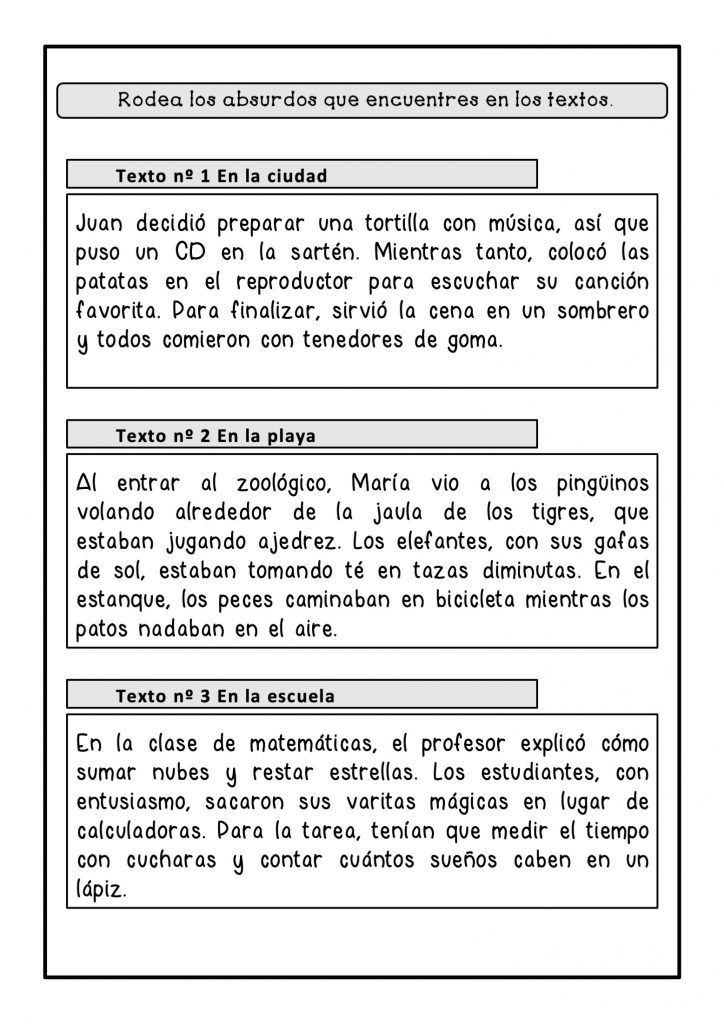 Rodea los absurdos que encuentres en los textos.
Texto nº 1 En la ciudad
Juan decidió preparar una tortilla con música, así que
puso un CD en la sartén. Mientras tanto, colocó las
patatas en el reproductor para escuchar su canción
favorita. Para finalizar, sirvió la cena en un sombrero
y todos comieron con tenedores de goma.
Texto nº 2 En la playa
Al entrar al zoológico, María vio a los pingüinos
volando alrededor de la jaula de los tigres, que
estaban jugando ajedrez. Los elefantes, con sus gafas
de sol, estaban tomando té en tazas diminutas. En el
estanque, los peces caminaban en bicicleta mientras los
patos nadaban en el aire.
Texto nº 3 En la escuela
En la clase de matemáticas, el profesor explicó cómo
sumar nubes y restar estrellas. Los estudiantes, con
entusiasmo, sacaron sus varitas mágicas en lugar de
calculadoras. Para la tarea, tenían que medir el tiempo
con cucharas y contar cuántos sueños caben en un
lápiz.